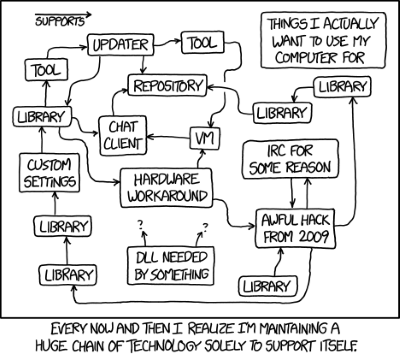 SUPPORTS
UPDATER
TOOL
THINGS I ACTUALLY
WANT TO USE MY
COMPUTER FOR
TOOL
REPOSITORY
LIBRARY
LIBRARY
LIBRARY
CHAT
CLIENT
VM
IRC FOR
SOME REASON
CUSTOM
SETTINGS
HARDWARE
WORKAROUND
LIBRARY
AWFUL HACK
FROM 2009
?
?
DLL NEEDED
BY SOMETHING
LIBRARY
LIBRARY
EVERY NOW AND THEN I REALIZE I'M MAINTAINING A
HUGE CHAIN OF TECHNOLOGY SOLELY TO SUPPORT ITSELF.